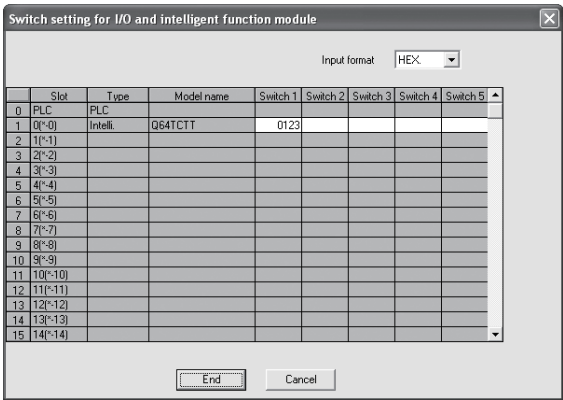 Switch setting for I/O and intelligent function module
Input format HEX.
Slot Type Model name Switch 1 Switch 2 Switch 3 Switch 4 Switch 5
0 PLC PLC
1 0(*-0) Intelli. Q64TCTT 0123
2 1(*-1)
3 2(*-2)
4 3(*-3)
5 4(*-4)
6 5(*-5)
7 6(*-6)
8 7(*-7)
9 8(*-8)
10 9(*-9)
11 10(*-10)
12 11(*-11)
13 12(*-12)
14 13(*-13)
15 14(*-14)
End Cancel